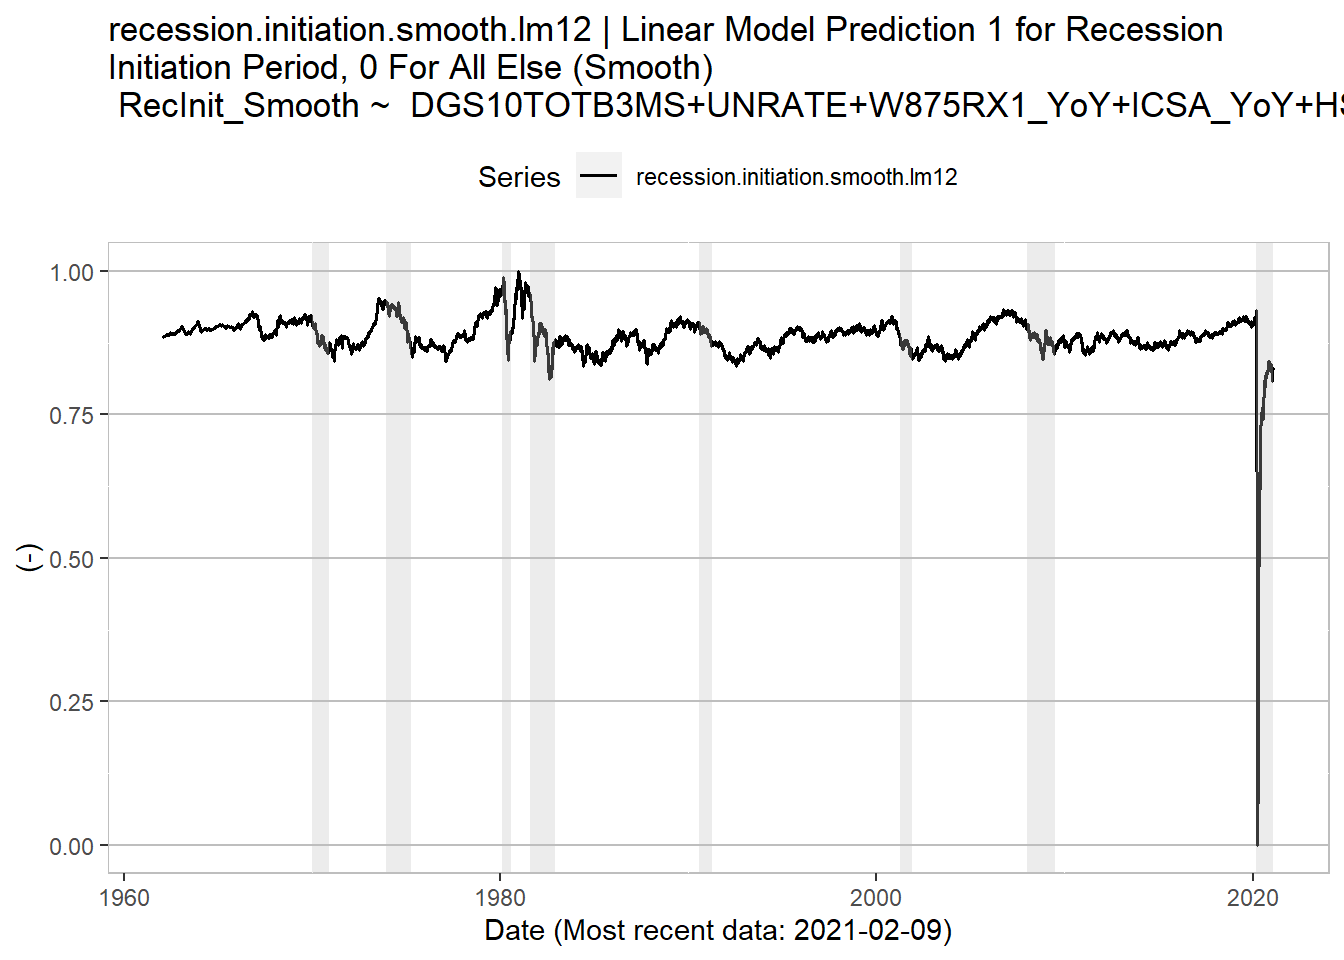 recession.initiation.smooth.lm12 | Linear Model Prediction 1 for Recession
Initiation Period, 0 For All Else (Smooth)
RecInit_Smooth ~ DGS10TOTB3MS+UNRATE+W875RX1_YoY+ICSA_YoY+HS
Series recession.initiation.smooth.lm12
1.00
0.75
0.50
0.25
0.00
(-)
1960 1980 2000 2020
Date (Most recent data: 2021-02-09)